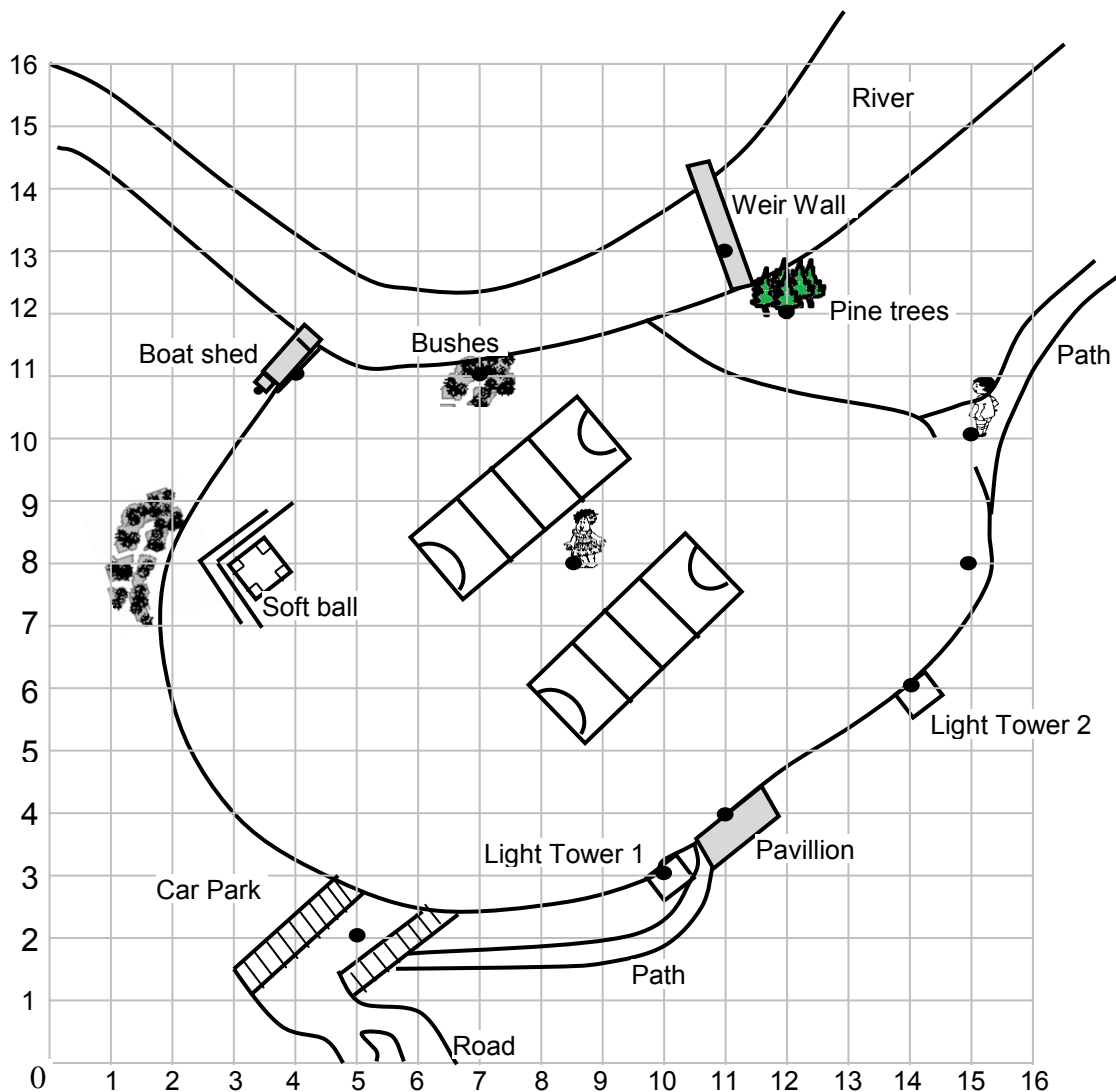 16
River
15
14
Weir Wall
13
12
Pine trees
Boat shed
Bushes
11
Path
10
9
8
Soft ball
7
6
Light Tower 2
5
4
Light Tower 1
Pavillion
3
Car Park
2
Path
1
Road
0
0 1 2 3 4 5 6 7 8 9 10 11 12 13 14 15 16